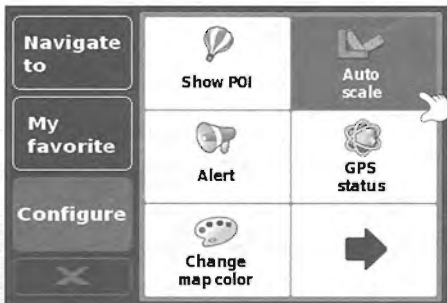 Navigate
to
My
favorite
Configure
Show POI
Auto
scale
Alert
GPS
status
Change
map color